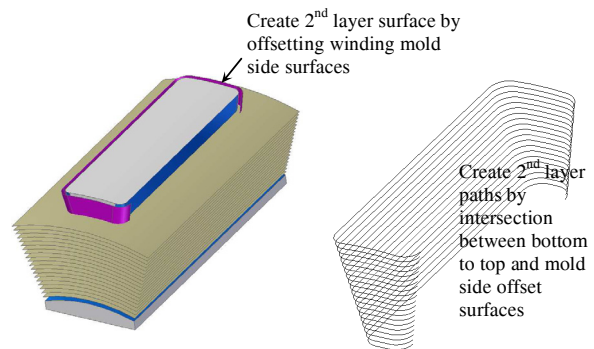 Create 2nd layer surface by
offsetting winding mold
side surfaces
Create 2nd layer
paths by
intersection
between bottom
to top and mold
side offset
surfaces